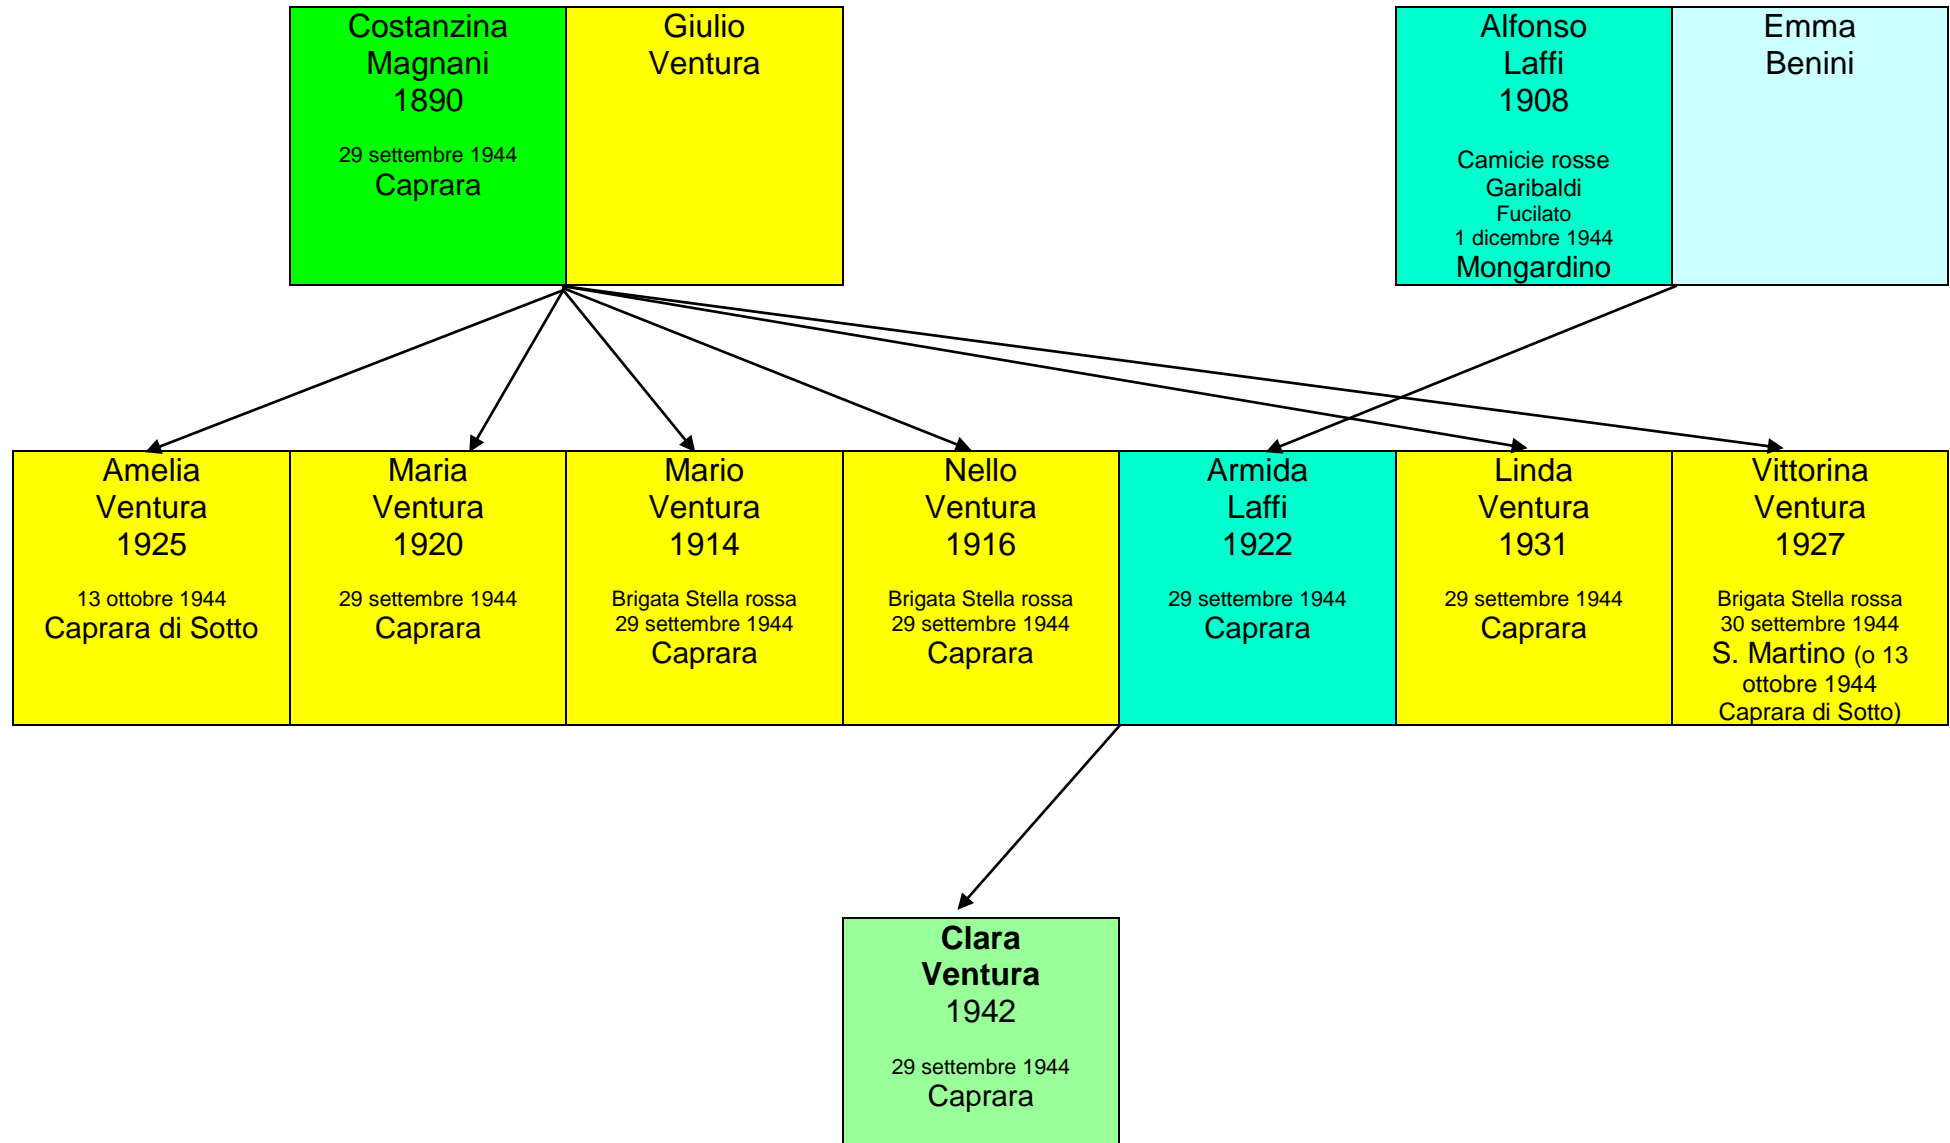 Costanzina
Magnani
1890
29 settembre 1944
Caprara
Giulio
Ventura
Alfonso
Laffi
1908
Camicie rosse
Garibaldi
Fucilato
1 dicembre 1944
Mongardino
Emma
Benini
Amelia
Ventura
1925
13 ottobre 1944
Caprara di Sotto
Maria
Ventura
1920
29 settembre 1944
Caprara
Mario
Ventura
1914
Brigata Stella rossa
29 settembre 1944
Caprara
Nello
Ventura
1916
Brigata Stella rossa
29 settembre 1944
Caprara
Armida
Laffi
1922
29 settembre 1944
Caprara
Linda
Ventura
1931
29 settembre 1944
Caprara
Vittorina
Ventura
1927
Brigata Stella rossa
30 settembre 1944
S. Martino (o 13
ottobre 1944
Caprara di Sotto)
Clara
Ventura
1942
29 settembre 1944
Caprara